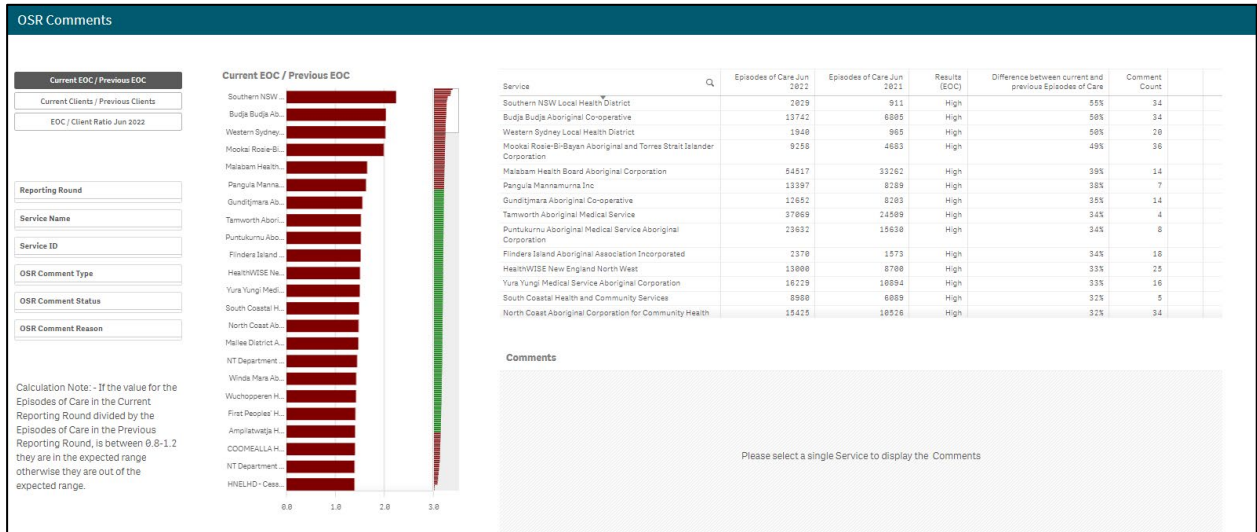 OSR Comments
Current EOC / Previous EOC
Current Clients / Previous Clients
EOC / Client Ratio Jun 2022
Reporting Round
Service Name
Service ID
OSR Comment Type
OSR Comment Status
OSR Comment Reason
Calculation Note: - If the value for the
Episodes of Care in the Current
Reporting Round divided by the
Episodes of Care in the Previous
Reporting Round, is between 0.8-1.2
they are in the expected range
otherwise they are out of the
expected range.
Current EOC / Previous EOC
Southern NSW ...
Budja Budja Ab...
Western Sydney...
Mookai Rosie-Bi...
Malabam Health...
Pangula Manna...
Gunditjmara Ab...
Tamworth Abori...
Puntukurnu Abo...
Flinders Island ...
HealthWISE Ne...
Yura Yungi Medi...
South Coastal H...
North Coast Ab...
Mallee District A...
NT Department ...
Winda Mara Ab...
Wuchopperen H...
First Peoples' H...
Ampilatwatja H...
COOMEALLA H...
NT Department ...
HNELHD - Cess...
0.0 1.0 2.0 3.0
Service Episodes of Care Jun 2022 Episodes of Care Jun 2021 Results (EOC) Difference between current and previous Episodes of Care Comment Count
Southern NSW Local Health District 2029 911 High 55% 34
Budja Budja Aboriginal Co-operative 13742 6805 High 50% 34
Western Sydney Local Health District 1940 965 High 50% 20
Mookai Rosie-Bi-Bayan Aboriginal and Torres Strait Islander Corporation 9258 4683 High 49% 36
Malabam Health Board Aboriginal Corporation 54517 33262 High 39% 14
Pangula Mannamurna Inc 13397 8289 High 38% 7
Gunditjmara Aboriginal Co-operative 12652 8203 High 35% 14
Tamworth Aboriginal Medical Service 37069 24509 High 34% 4
Puntukurnu Aboriginal Medical Service Aboriginal Corporation 23632 15630 High 34% 8
Flinders Island Aboriginal Association Incorporated 2370 1573 High 34% 18
HealthWISE New England North West 13000 8700 High 33% 25
Yura Yungi Medical Service Aboriginal Corporation 16229 10894 High 33% 16
South Coastal Health and Community Services 8980 6089 High 32% 5
North Coast Aboriginal Corporation for Community Health 15425 10526 High 32% 34
Comments
Please select a single Service to display the Comments